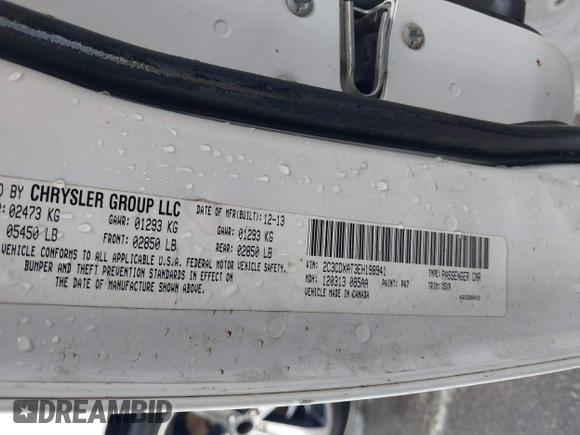 D BY CHRYSLER GROUP LLC
DATE OF MFR(BUILT): 12-13
: 02473 KG
GAWR: 01293 KG
GAWR: 01293 KG
05450 LB
FRONT: 02850 LB
REAR: 02850 LB
VEHICLE CONFORMS TO ALL APPLICABLE U.S.A. FEDERAL MOTOR VEHICLE SAFETY,
BUMPER AND THEFT PREVENTION STANDARDS IN EFFECT ON
THE DATE OF MANUFACTURE SHOWN ABOVE.
VIN: 2C3CDXAT3EH198941
TYPE: PASSENGER CAR
MDH: 120313 085AA
PAINT: PW7
TRIM: X5X9
VEHICLE MADE IN CANADA
DREAMBID